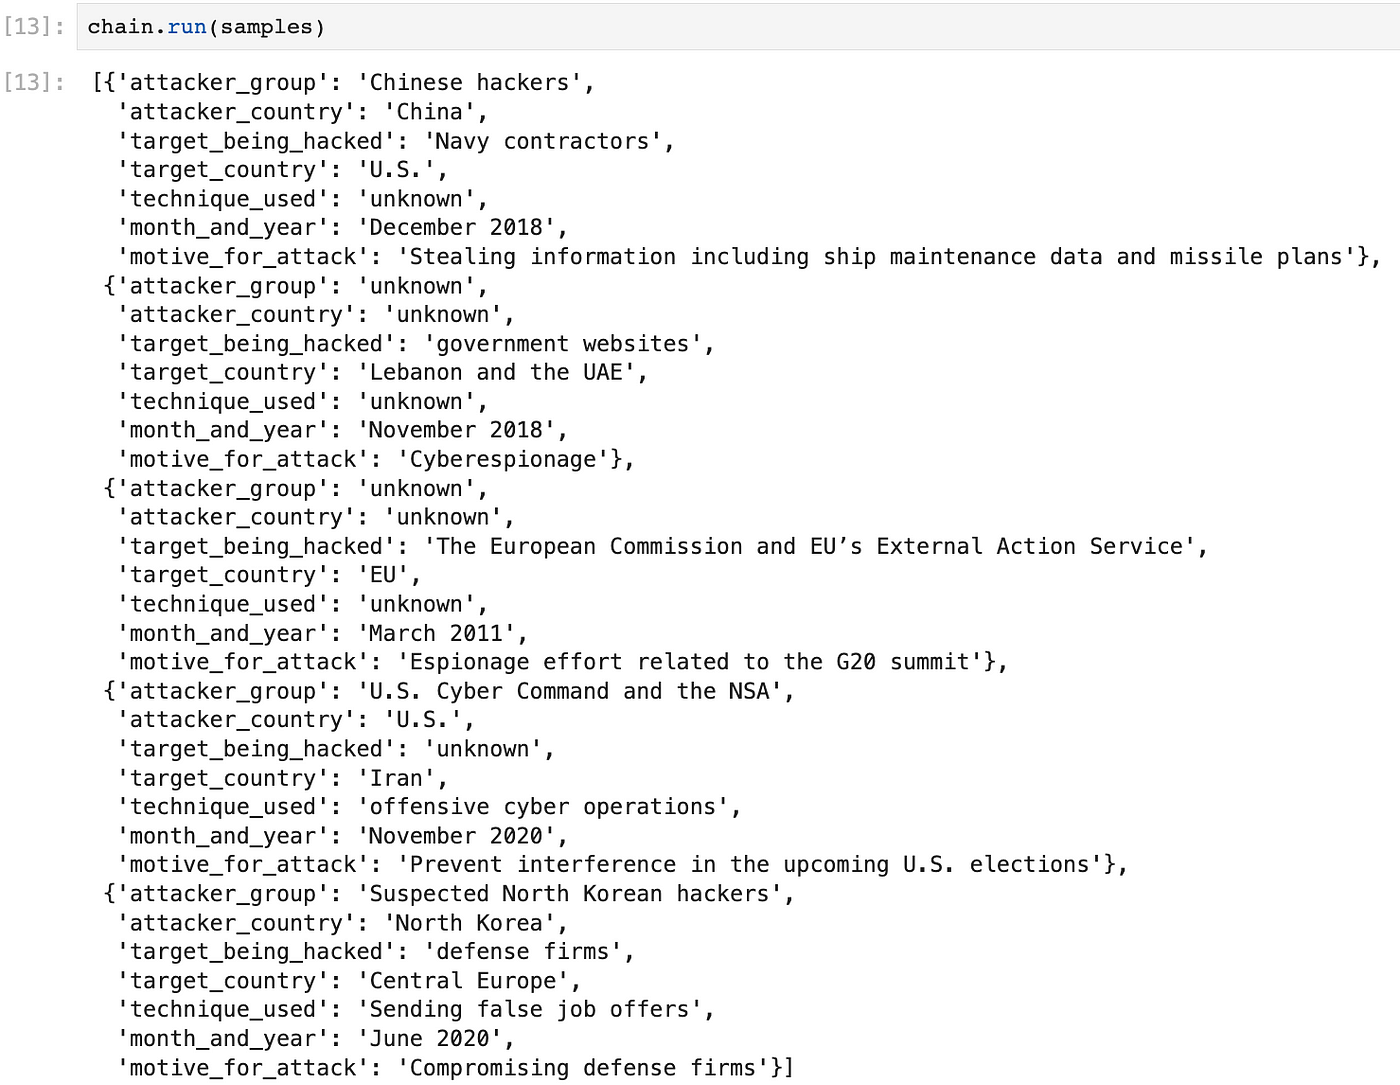 [13]: chain.run(samples)
[13]: [{'attacker_group': 'Chinese hackers',
'attacker_country': 'China',
'target_being_hacked': 'Navy contractors',
'target_country': 'U.S.',
'technique_used': 'unknown',
'month_and_year': 'December 2018',
'motive_for_attack': 'Stealing information including ship maintenance data and missile plans'},
{'attacker_group': 'unknown',
'attacker_country': 'unknown',
'target_being_hacked': 'government websites',
'target_country': 'Lebanon and the UAE',
'technique_used': 'unknown',
'month_and_year': 'November 2018',
'motive_for_attack': 'Cyberespionage'},
{'attacker_group': 'unknown',
'attacker_country': 'unknown',
'target_being_hacked': 'The European Commission and EU’s External Action Service',
'target_country': 'EU',
'technique_used': 'unknown',
'month_and_year': 'March 2011',
'motive_for_attack': 'Espionage effort related to the G20 summit'},
{'attacker_group': 'U.S. Cyber Command and the NSA',
'attacker_country': 'U.S.',
'target_being_hacked': 'unknown',
'target_country': 'Iran',
'technique_used': 'offensive cyber operations',
'month_and_year': 'November 2020',
'motive_for_attack': 'Prevent interference in the upcoming U.S. elections'},
{'attacker_group': 'Suspected North Korean hackers',
'attacker_country': 'North Korea',
'target_being_hacked': 'defense firms',
'target_country': 'Central Europe',
'technique_used': 'Sending false job offers',
'month_and_year': 'June 2020',
'motive_for_attack': 'Compromising defense firms'}]